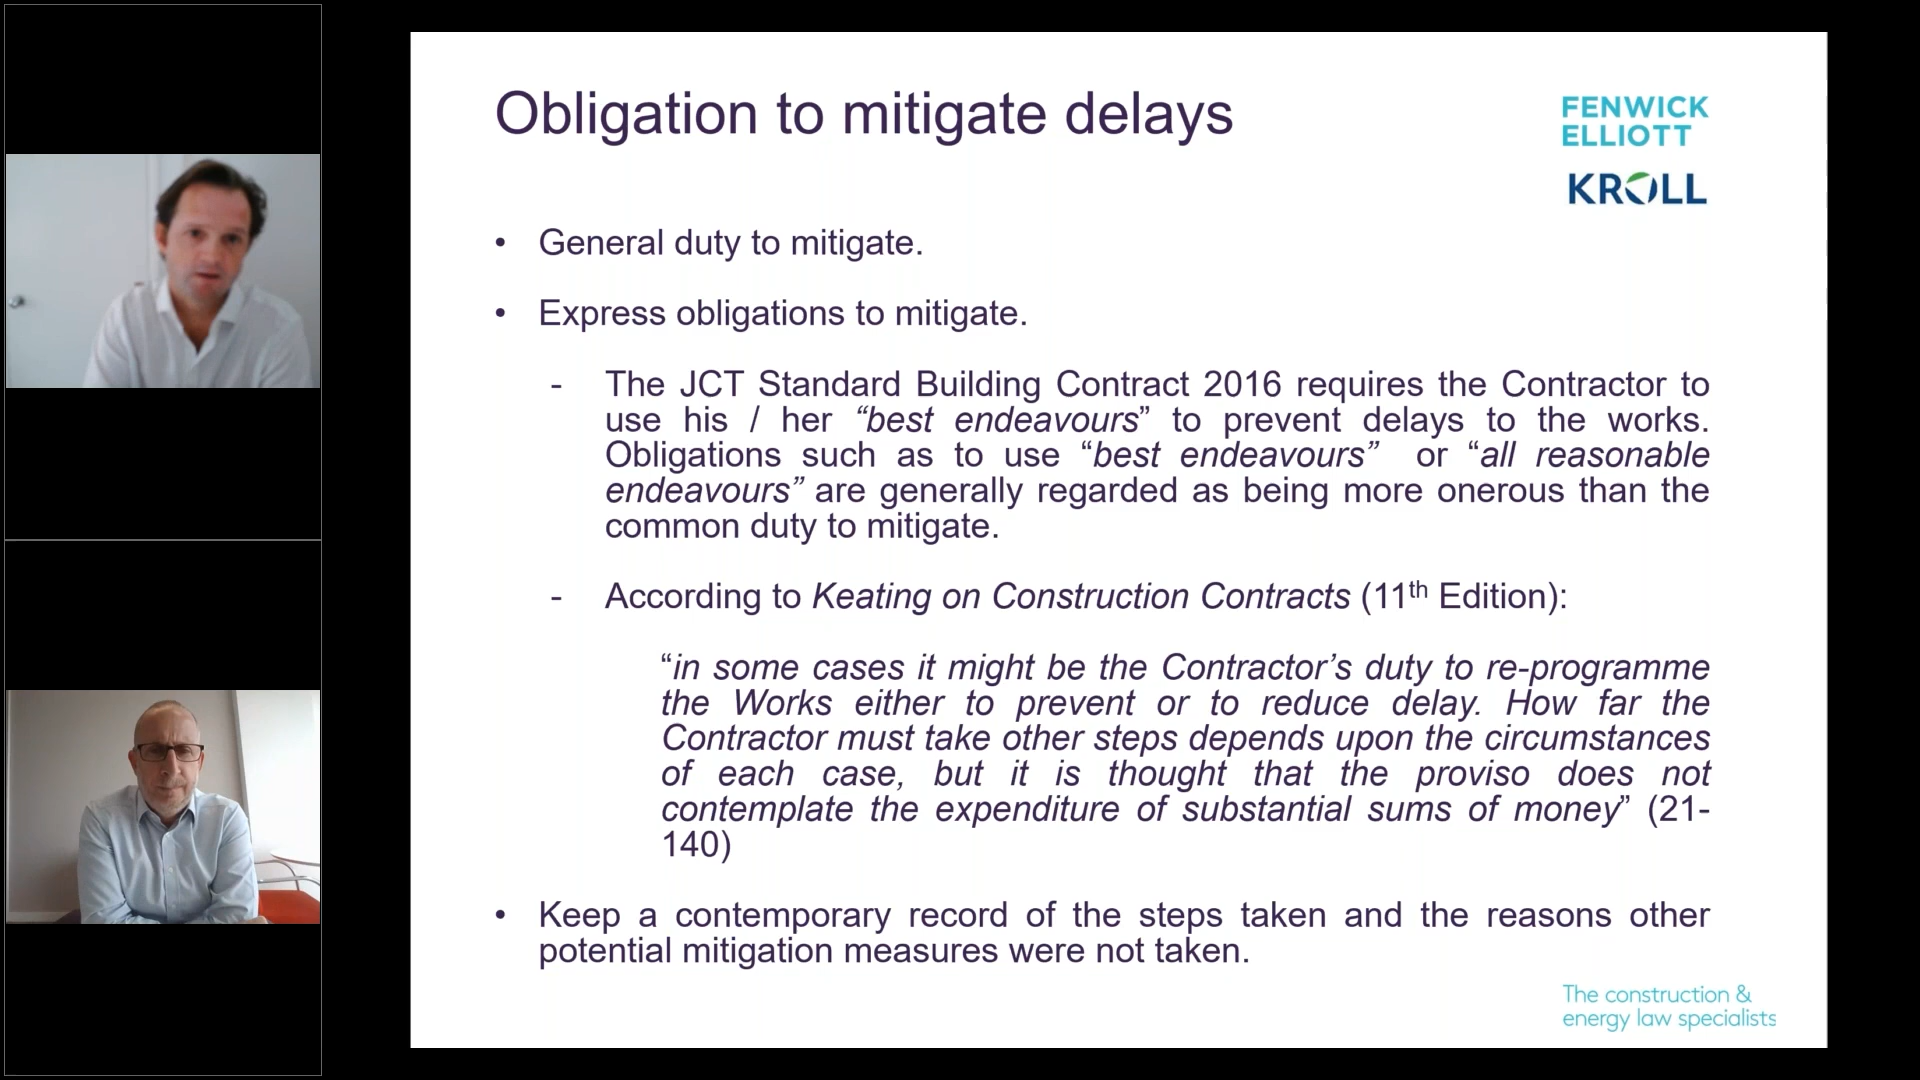 Obligation to mitigate delays
FENWICK
ELLIOTT
KROLL
• General duty to mitigate.
• Express obligations to mitigate.
- The JCT Standard Building Contract 2016 requires the Contractor to
use his / her “best endeavours” to prevent delays to the works.
Obligations such as to use “best endeavours” or “all reasonable
endeavours” are generally regarded as being more onerous than the
common duty to mitigate.
- According to Keating on Construction Contracts (11th Edition):
“in some cases it might be the Contractor’s duty to re-programme
the Works either to prevent or to reduce delay. How far the
Contractor must take other steps depends upon the circumstances
of each case, but it is thought that the proviso does not
contemplate the expenditure of substantial sums of money” (21-
140)
• Keep a contemporary record of the steps taken and the reasons other
potential mitigation measures were not taken.
The construction &
energy law specialists